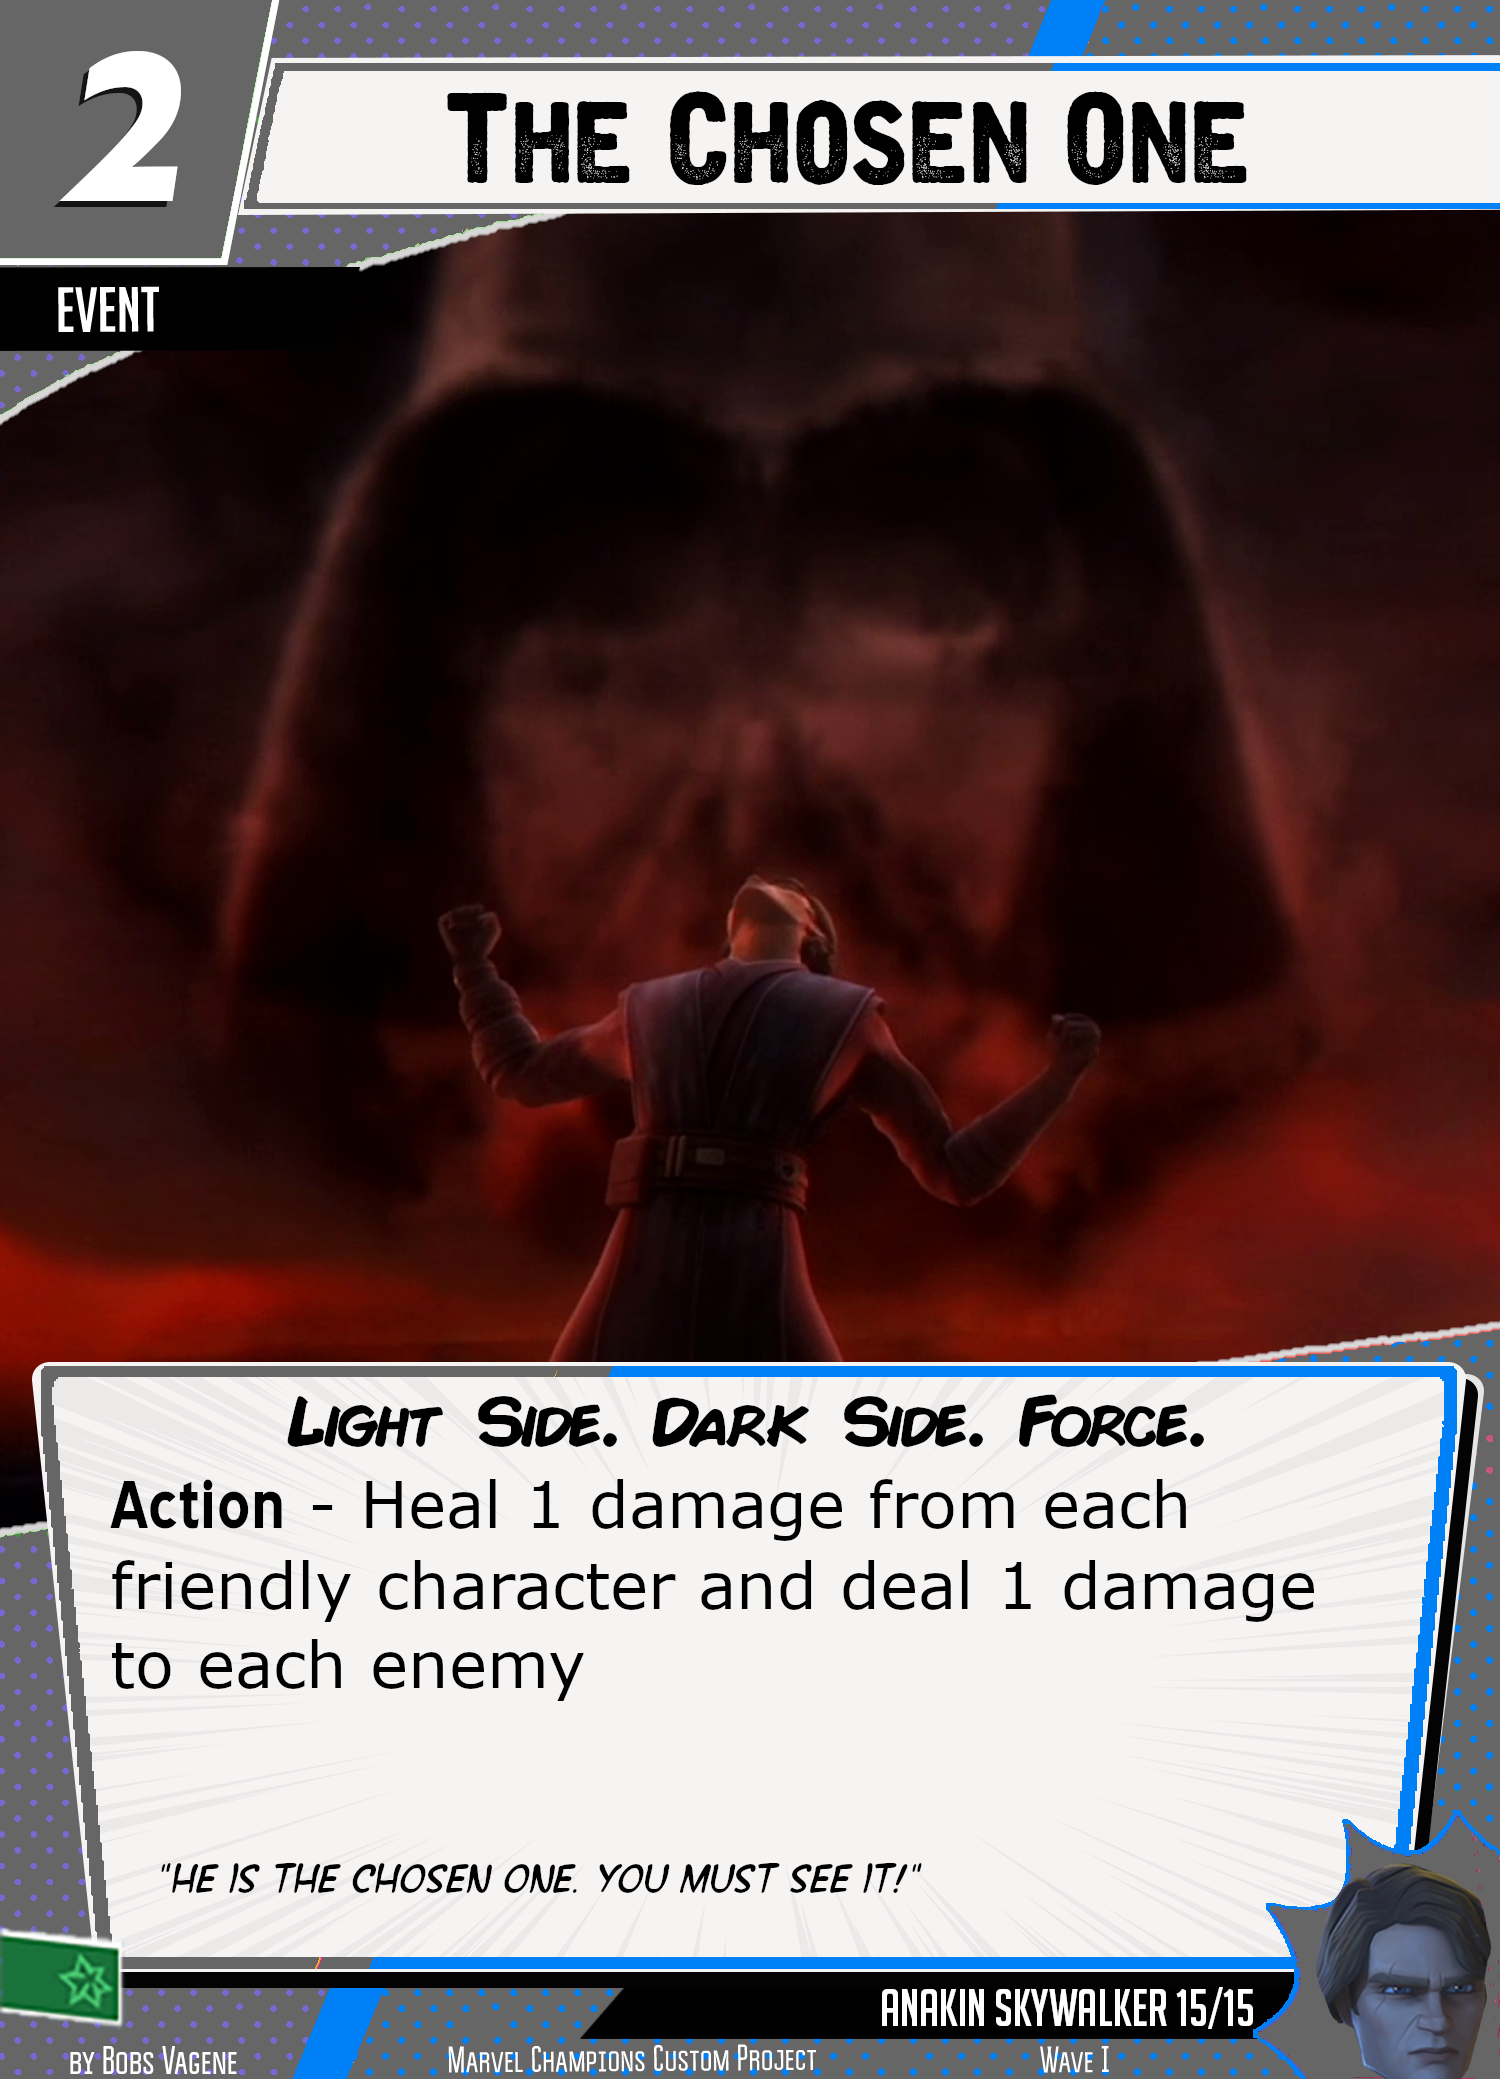 2
The Chosen One
EVENT
Light Side. Dark Side. Force.
Action - Heal 1 damage from each
friendly character and deal 1 damage
to each enemy
"He is the Chosen One. You must see it!"
ANAKIN SKYWALKER 15/15
by Bobs Vagene
Marvel Champions Custom Project
Wave I